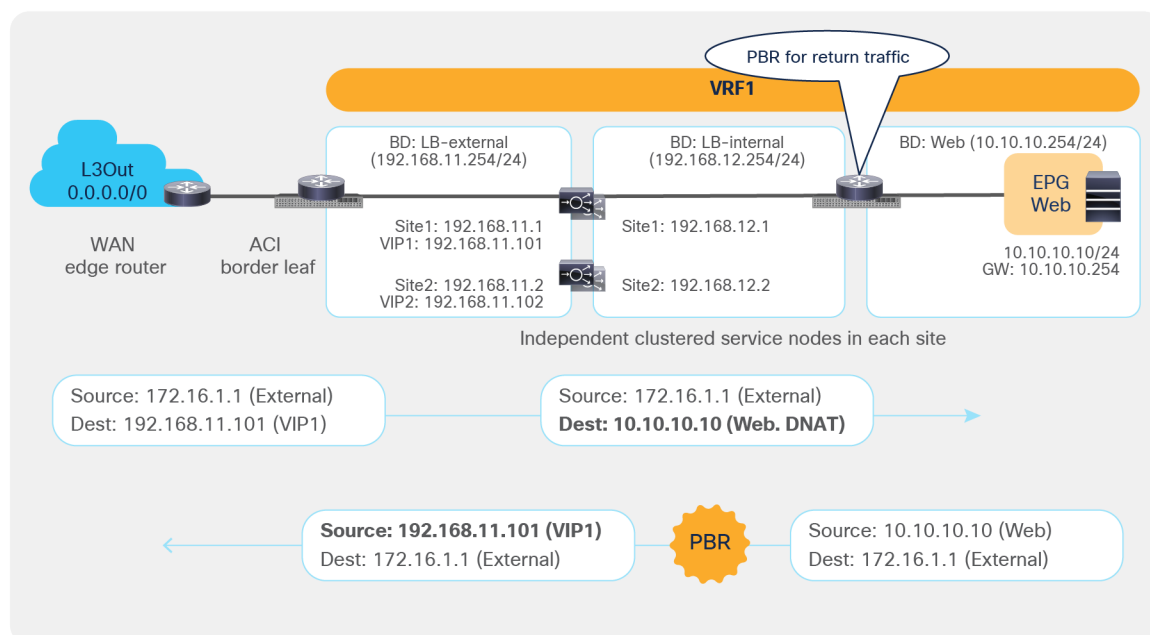 PBR for return traffic
VRF1
L3Out
0.0.0.0/0
WAN
edge router
ACI
border leaf
BD: LB-external
(192.168.11.254/24)
Site1: 192.168.11.1
VIP1: 192.168.11.101
Site2: 192.168.11.2
VIP2: 192.168.11.102
BD: LB-internal
(192.168.12.254/24)
Site1: 192.168.12.1
Site2: 192.168.12.2
BD: Web (10.10.10.254/24)
EPG
Web
10.10.10.10/24
GW: 10.10.10.254
Independent clustered service nodes in each site
Source: 172.16.1.1 (External)
Dest: 192.168.11.101 (VIP1)
Source: 172.16.1.1 (External)
Dest: 10.10.10.10 (Web. DNAT)
Source: 192.168.11.101 (VIP1)
Dest: 172.16.1.1 (External)
PBR
Source: 10.10.10.10 (Web)
Dest: 172.16.1.1 (External)